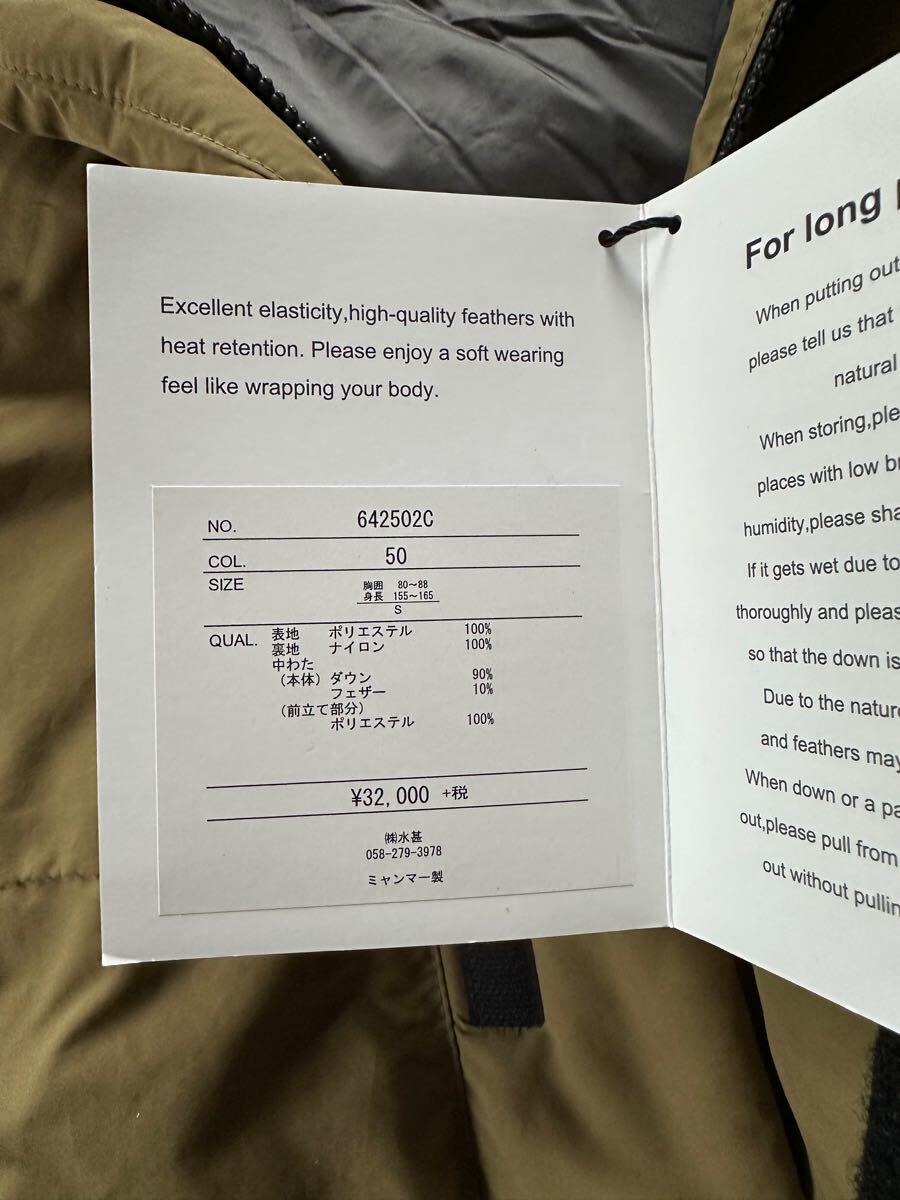 Excellent elasticity,high-quality feathers with
heat retention. Please enjoy a soft wearing
feel like wrapping your body.
NO. 642502C
COL. 50
SIZE 胸囲 80～88
身長 155～165
S
QUAL. 表地 ポリエステル 100%
裏地 ナイロン 100%
中わた
（本体）ダウン 90%
フェザー 10%
（前立て部分）
ポリエステル 100%
¥32,000 +税
㈱水甚
058-279-3978
ミャンマー製
For long
When putting out
please tell us that
natural
When storing,ple
places with low
humidity,please sha
If it gets wet due to
thoroughly and pleas
so that the down is
Due to the nature
and feathers may
When down or a
out,please pull from
out without pullin